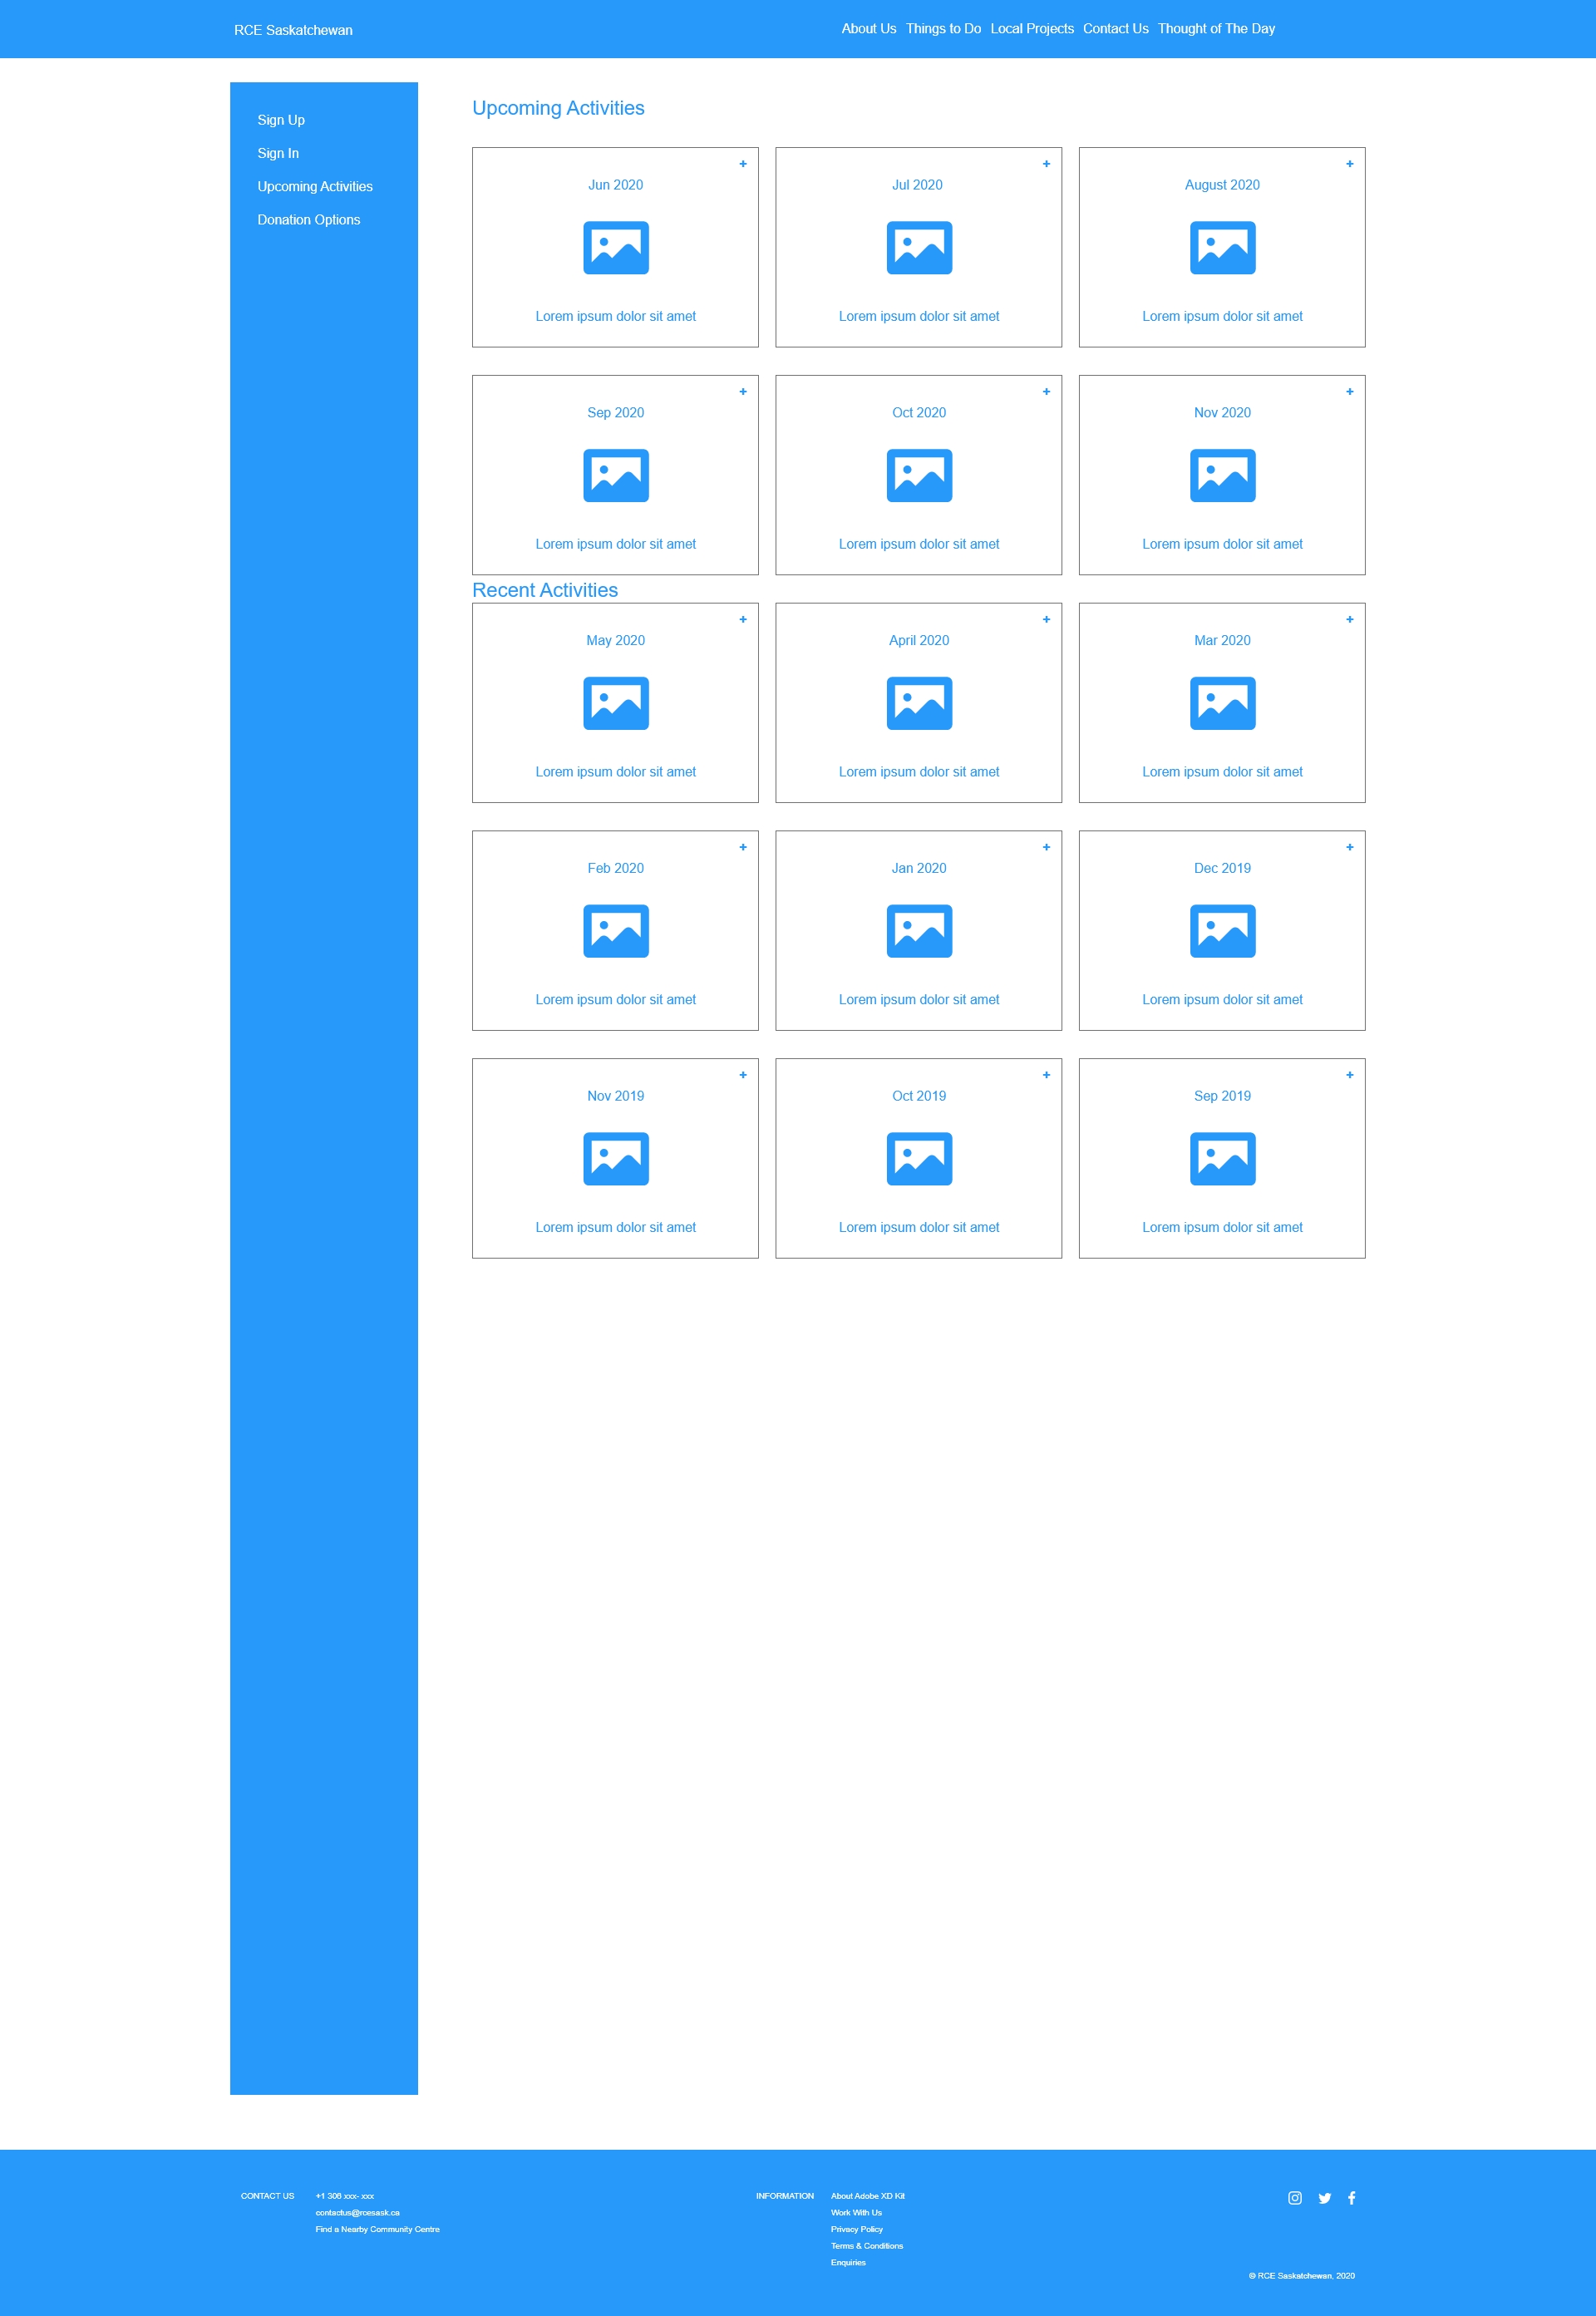 RCE Saskatchewan
About Us Things to Do Local Projects Contact Us Thought of The Day
Sign Up
Sign In
Upcoming Activities
Donation Options
Upcoming Activities
+ + +
Jun 2020 Jul 2020 August 2020
Lorem ipsum dolor sit amet Lorem ipsum dolor sit amet Lorem ipsum dolor sit amet
+ + +
Sep 2020 Oct 2020 Nov 2020
Lorem ipsum dolor sit amet Lorem ipsum dolor sit amet Lorem ipsum dolor sit amet
Recent Activities
+ + +
May 2020 April 2020 Mar 2020
Lorem ipsum dolor sit amet Lorem ipsum dolor sit amet Lorem ipsum dolor sit amet
+ + +
Feb 2020 Jan 2020 Dec 2019
Lorem ipsum dolor sit amet Lorem ipsum dolor sit amet Lorem ipsum dolor sit amet
+ + +
Nov 2019 Oct 2019 Sep 2019
Lorem ipsum dolor sit amet Lorem ipsum dolor sit amet Lorem ipsum dolor sit amet
CONTACT US
+1 306 xxx- xxx
contactus@rcesask.ca
Find a Nearby Community Centre
INFORMATION
About Adobe XD Kit
Work With Us
Privacy Policy
Terms & Conditions
Enquiries
© RCE Saskatchewan, 2020